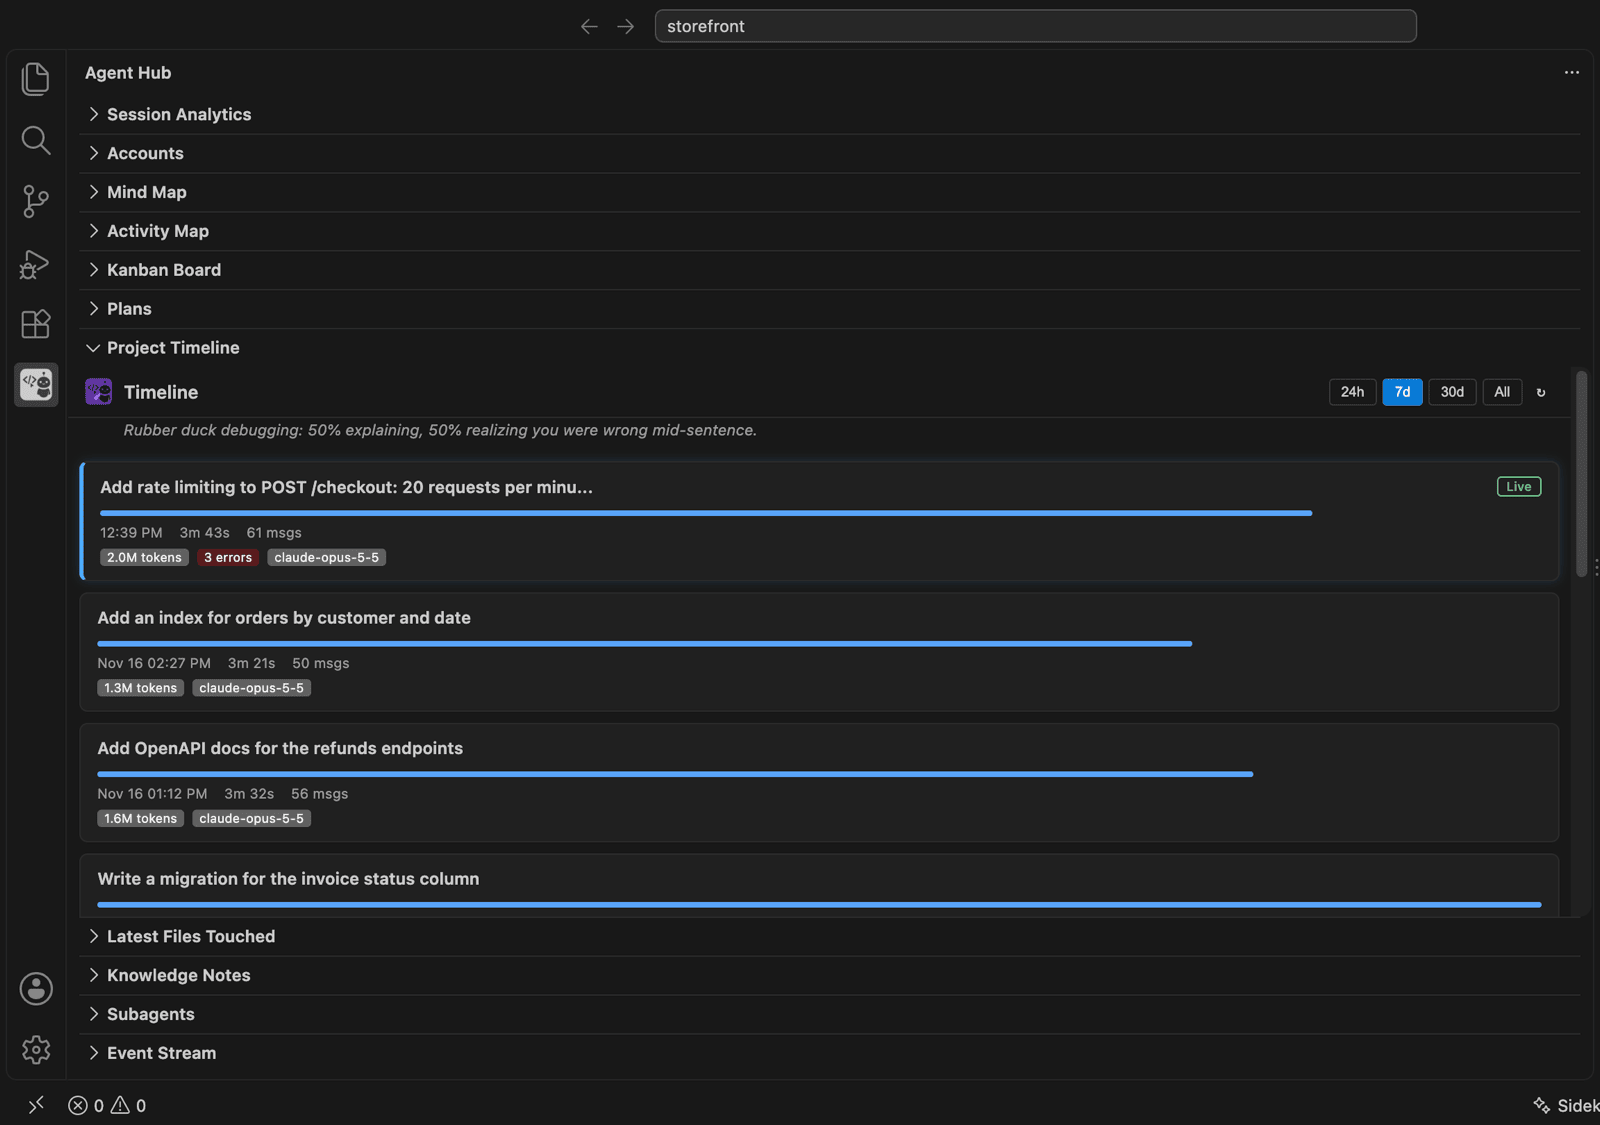 storefront
Agent Hub
Session Analytics
Accounts
Mind Map
Activity Map
Kanban Board
Plans
Project Timeline
Timeline
24h 7d 30d All
Rubber duck debugging: 50% explaining, 50% realizing you were wrong mid-sentence.
Add rate limiting to POST /checkout: 20 requests per minu...
Live
12:39 PM 3m 43s 61 msgs
2.0M tokens 3 errors claude-opus-5-5
Add an index for orders by customer and date
Nov 16 02:27 PM 3m 21s 50 msgs
1.3M tokens claude-opus-5-5
Add OpenAPI docs for the refunds endpoints
Nov 16 01:12 PM 3m 32s 56 msgs
1.6M tokens claude-opus-5-5
Write a migration for the invoice status column
Latest Files Touched
Knowledge Notes
Subagents
Event Stream
0 0
Sidek